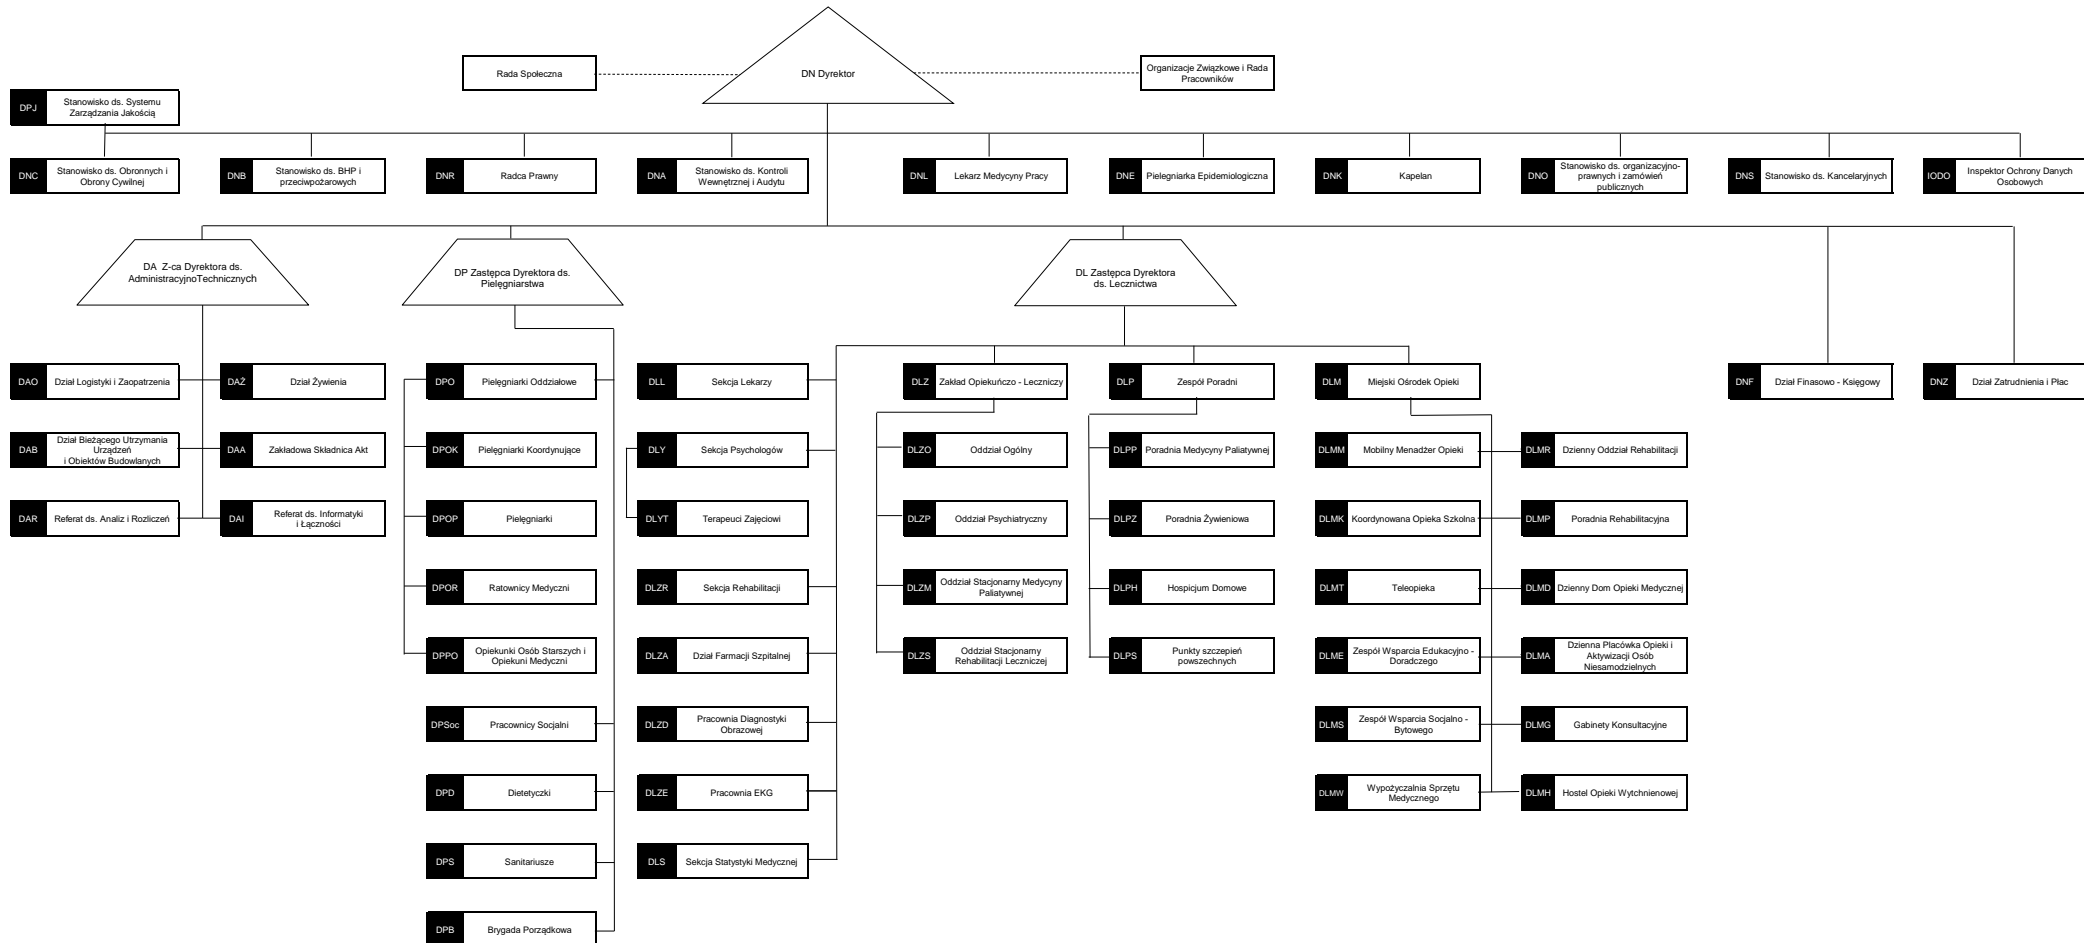 DN Dyrektor
Rada Społeczna
Organizacje Związkowe i Rada
Pracowników
DPJ
Stanowisko ds. Systemu
Zarządzania Jakością
DNC
Stanowisko ds. Obronnych i
Obrony Cywilnej
DNB
Stanowisko ds. BHP i
przeciwpożarowych
DNR
Radca Prawny
DNA
Stanowisko ds. Kontroli
Wewnętrznej i Audytu
DNL
Lekarz Medycyny Pracy
DNE
Pielegniarka Epidemiologiczna
DNK
Kapelan
DNO
Stanowisko ds. organizacyjno-
prawnych i zamówień
publicznych
DNS
Stanowisko ds. Kancelaryjnych
IODO
Inspektor Ochrony Danych
Osobowych
DA Z-ca Dyrektora ds.
AdministracyjnoTechnicznych
DP Zastępca Dyrektora ds.
Pielęgniarstwa
DL Zastępca Dyrektora
ds. Lecznictwa
DAO
Dział Logistyki i Zaopatrzenia
DAŻ
Dział Żywienia
DPO
Pielęgniarki Oddziałowe
DLL
Sekcja Lekarzy
DLZ
Zakład Opiekuńczo - Leczniczy
DLP
Zespół Poradni
DLM
Miejski Ośrodek Opieki
DNF
Dział Finasowo - Księgowy
DNZ
Dział Zatrudnienia i Płac
DAB
Dział Bieżącego Utrzymania
Urządzeń
i Obiektów Budowlanych
DAA
Zakładowa Składnica Akt
DPOK
Pielęgniarki Koordynujące
DLY
Sekcja Psychologów
DLZO
Oddział Ogólny
DLPP
Poradnia Medycyny Paliatywnej
DLMM
Mobilny Menadżer Opieki
DLMR
Dzienny Oddział Rehabilitacji
DAR
Referat ds. Analiz i Rozliczeń
DAI
Referat ds. Informatyki
i Łączności
DPOP
Pielęgniarki
DLYT
Terapeuci Zajęciowi
DLZP
Oddział Psychiatryczny
DLPZ
Poradnia Żywieniowa
DLMK
Koordynowana Opieka Szkolna
DLMP
Poradnia Rehabilitacyjna
DPOR
Ratownicy Medyczni
DLZR
Sekcja Rehabilitacji
DLZM
Oddział Stacjonarny Medycyny
Paliatywnej
DLPH
Hospicjum Domowe
DLMT
Teleopieka
DLMD
Dzienny Dom Opieki Medycznej
DPPO
Opiekunki Osób Starszych i
Opiekuni Medyczni
DLZA
Dział Farmacji Szpitalnej
DLZS
Oddział Stacjonarny
Rehabilitacji Leczniczej
DLPS
Punkty szczepień
powszechnych
DLME
Zespół Wsparcia Edukacyjno -
Doradczego
DLMA
Dzienna Placówka Opieki i
Aktywizacji Osób
Niesamodzielnych
DPSoc
Pracownicy Socjalni
DLZD
Pracownia Diagnostyki
Obrazowej
DLMS
Zespół Wsparcia Socjalno -
Bytowego
DLMG
Gabinety Konsultacyjne
DPD
Dietetyczki
DLZE
Pracownia EKG
DLMW
Wypożyczalnia Sprzętu
Medycznego
DLMH
Hostel Opieki Wytchnienowej
DPS
Sanitariusze
DLS
Sekcja Statystyki Medycznej
DPB
Brygada Porządkowa